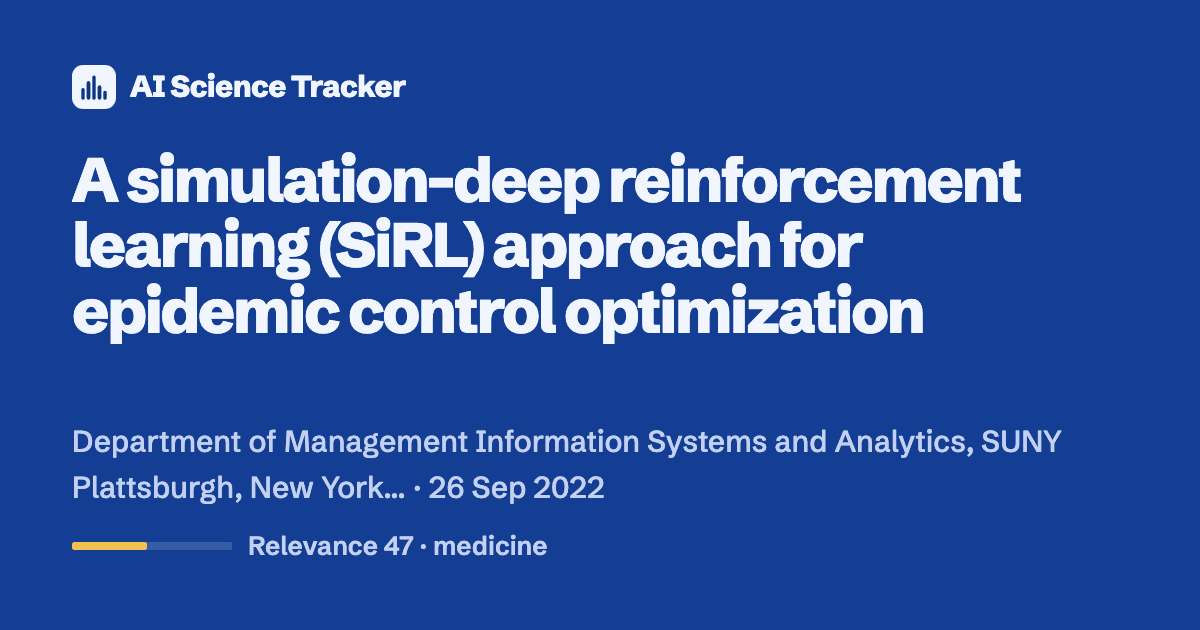 AI Science Tracker
A simulation-deep reinforcement
learning (SiRL) approach for
epidemic control optimization
Department of Management Information Systems and Analytics, SUNY
Plattsburgh, New York... · 26 Sep 2022
Relevance 47 · medicine